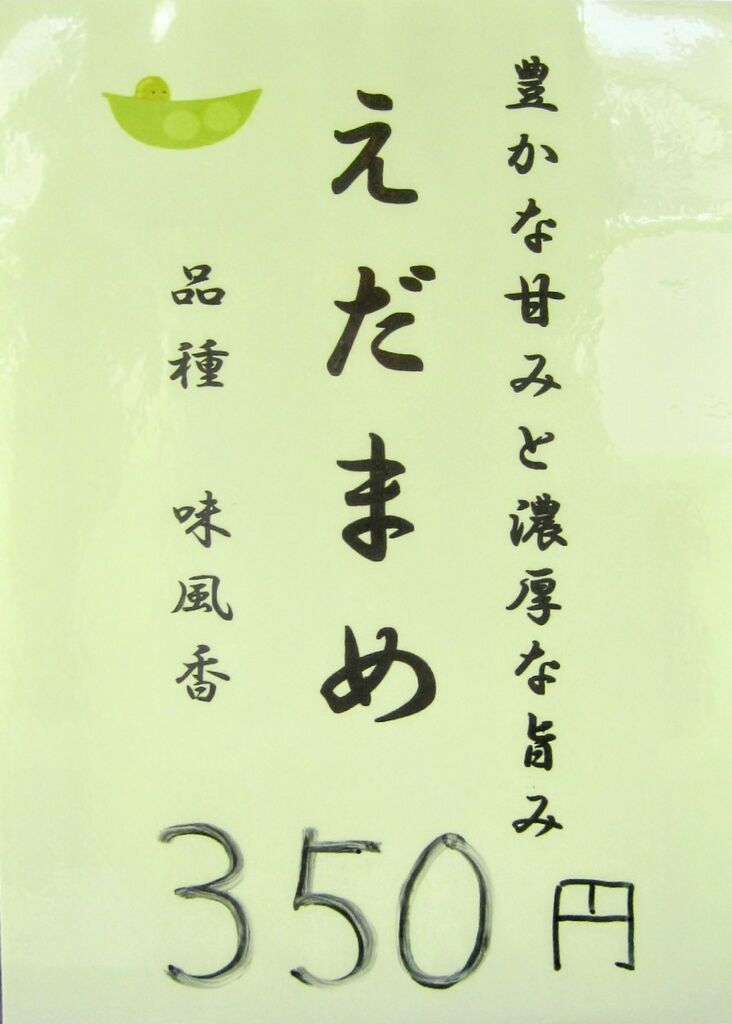 豊かな甘みと濃厚な旨み
えだまめ
品種 味風香
350円